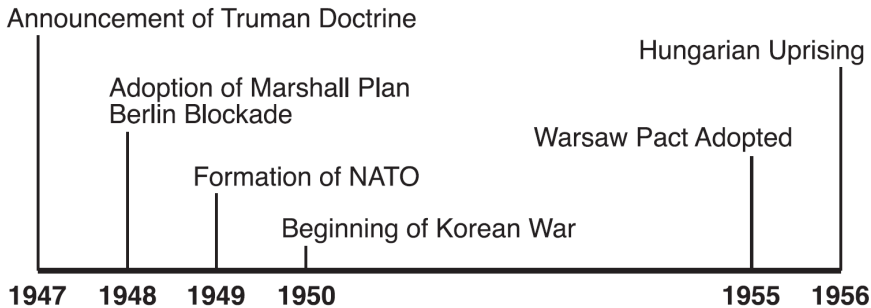 Announcement of Truman Doctrine
Hungarian Uprising
Adoption of Marshall Plan
Berlin Blockade
Warsaw Pact Adopted
Formation of NATO
Beginning of Korean War
1947 1948 1949 1950 1955 1956